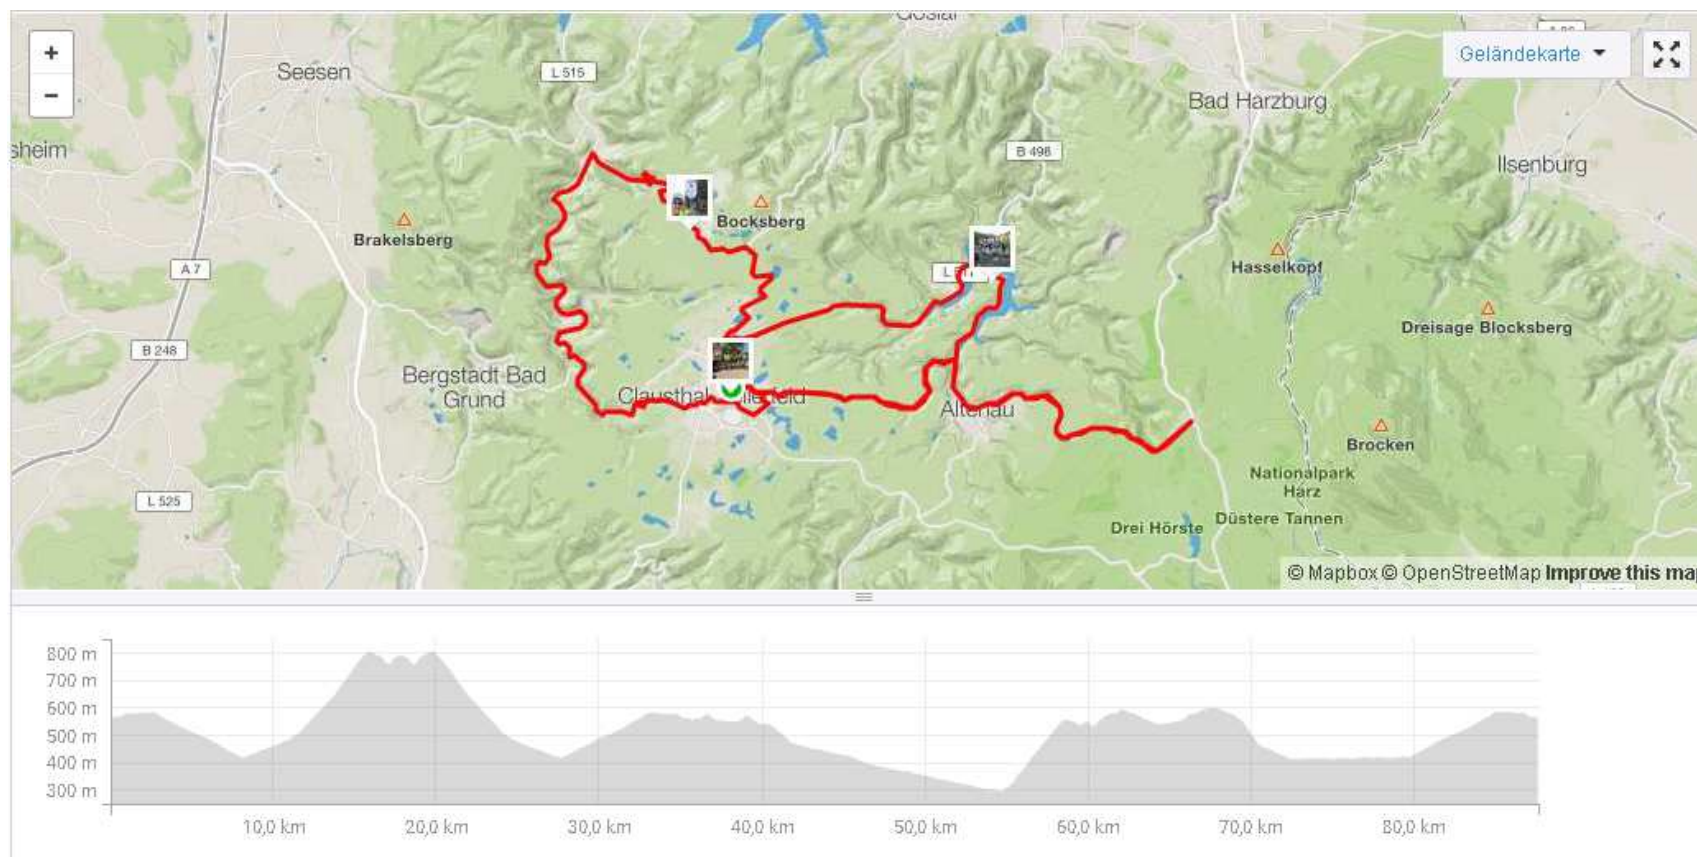 Goslar
+
Geländekarte
Seesen
L 515
−
Bad Harzburg
sheim
B 498
Ilsenburg
Bocksberg
Brakelsberg
A 7
Hasselkopf
Dreisage Blocksberg
B 248
Bergstadt Bad
Grund
Altenau
Brocken
Nationalpark
Harz
L 525
Drei Hörste
Düstere Tannen
© Mapbox © OpenStreetMap Improve this map
800 m
700 m
600 m
500 m
400 m
300 m
10,0 km 20,0 km 30,0 km 40,0 km 50,0 km 60,0 km 70,0 km 80,0 km